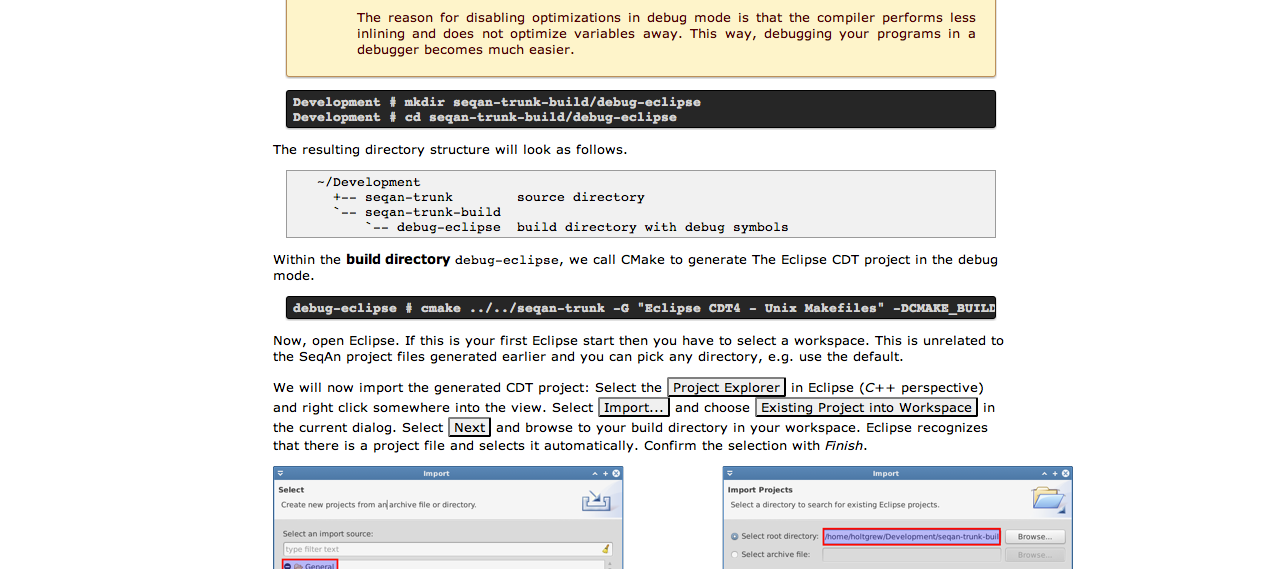 The reason for disabling optimizations in debug mode is that the compiler performs less
inlining and does not optimize variables away. This way, debugging your programs in a
debugger becomes much easier.
Development # mkdir seqan-trunk-build/debug-eclipse
Development # cd seqan-trunk-build/debug-eclipse
The resulting directory structure will look as follows.
~/Development
+-- seqan-trunk        source directory
`-- seqan-trunk-build
`-- debug-eclipse  build directory with debug symbols
Within the build directory debug-eclipse, we call CMake to generate The Eclipse CDT project in the debug
mode.
debug-eclipse # cmake ../../seqan-trunk -G "Eclipse CDT4 - Unix Makefiles" -DCMAKE_BUILD
Now, open Eclipse. If this is your first Eclipse start then you have to select a workspace. This is unrelated to
the SeqAn project files generated earlier and you can pick any directory, e.g. use the default.
We will now import the generated CDT project: Select the Project Explorer in Eclipse (C++ perspective)
and right click somewhere into the view. Select Import... and choose Existing Project into Workspace in
the current dialog. Select Next and browse to your build directory in your workspace. Eclipse recognizes
that there is a project file and selects it automatically. Confirm the selection with Finish.
Import
Select
Create new projects from an archive file or directory.
Select an import source:
type filter text
General
Import
Import Projects
Select a directory to search for existing Eclipse projects.
Select root directory: /home/holtgrew/Development/seqan-trunk-buil Browse...
Select archive file: Browse...